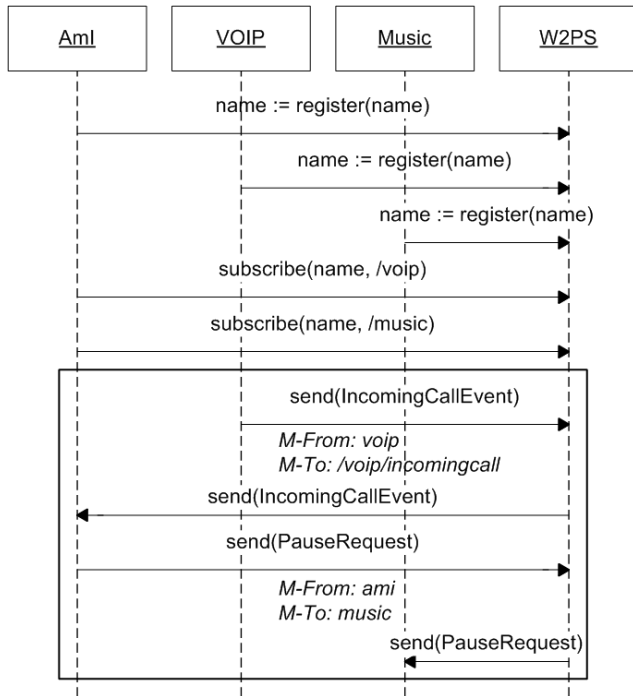 AmI
VOIP
Music
W2PS
name := register(name)
name := register(name)
name := register(name)
subscribe(name, /voip)
subscribe(name, /music)
send(IncomingCallEvent)
M-From: voip
M-To: /voip/incomingcall
send(IncomingCallEvent)
send(PauseRequest)
M-From: ami
M-To: music
send(PauseRequest)